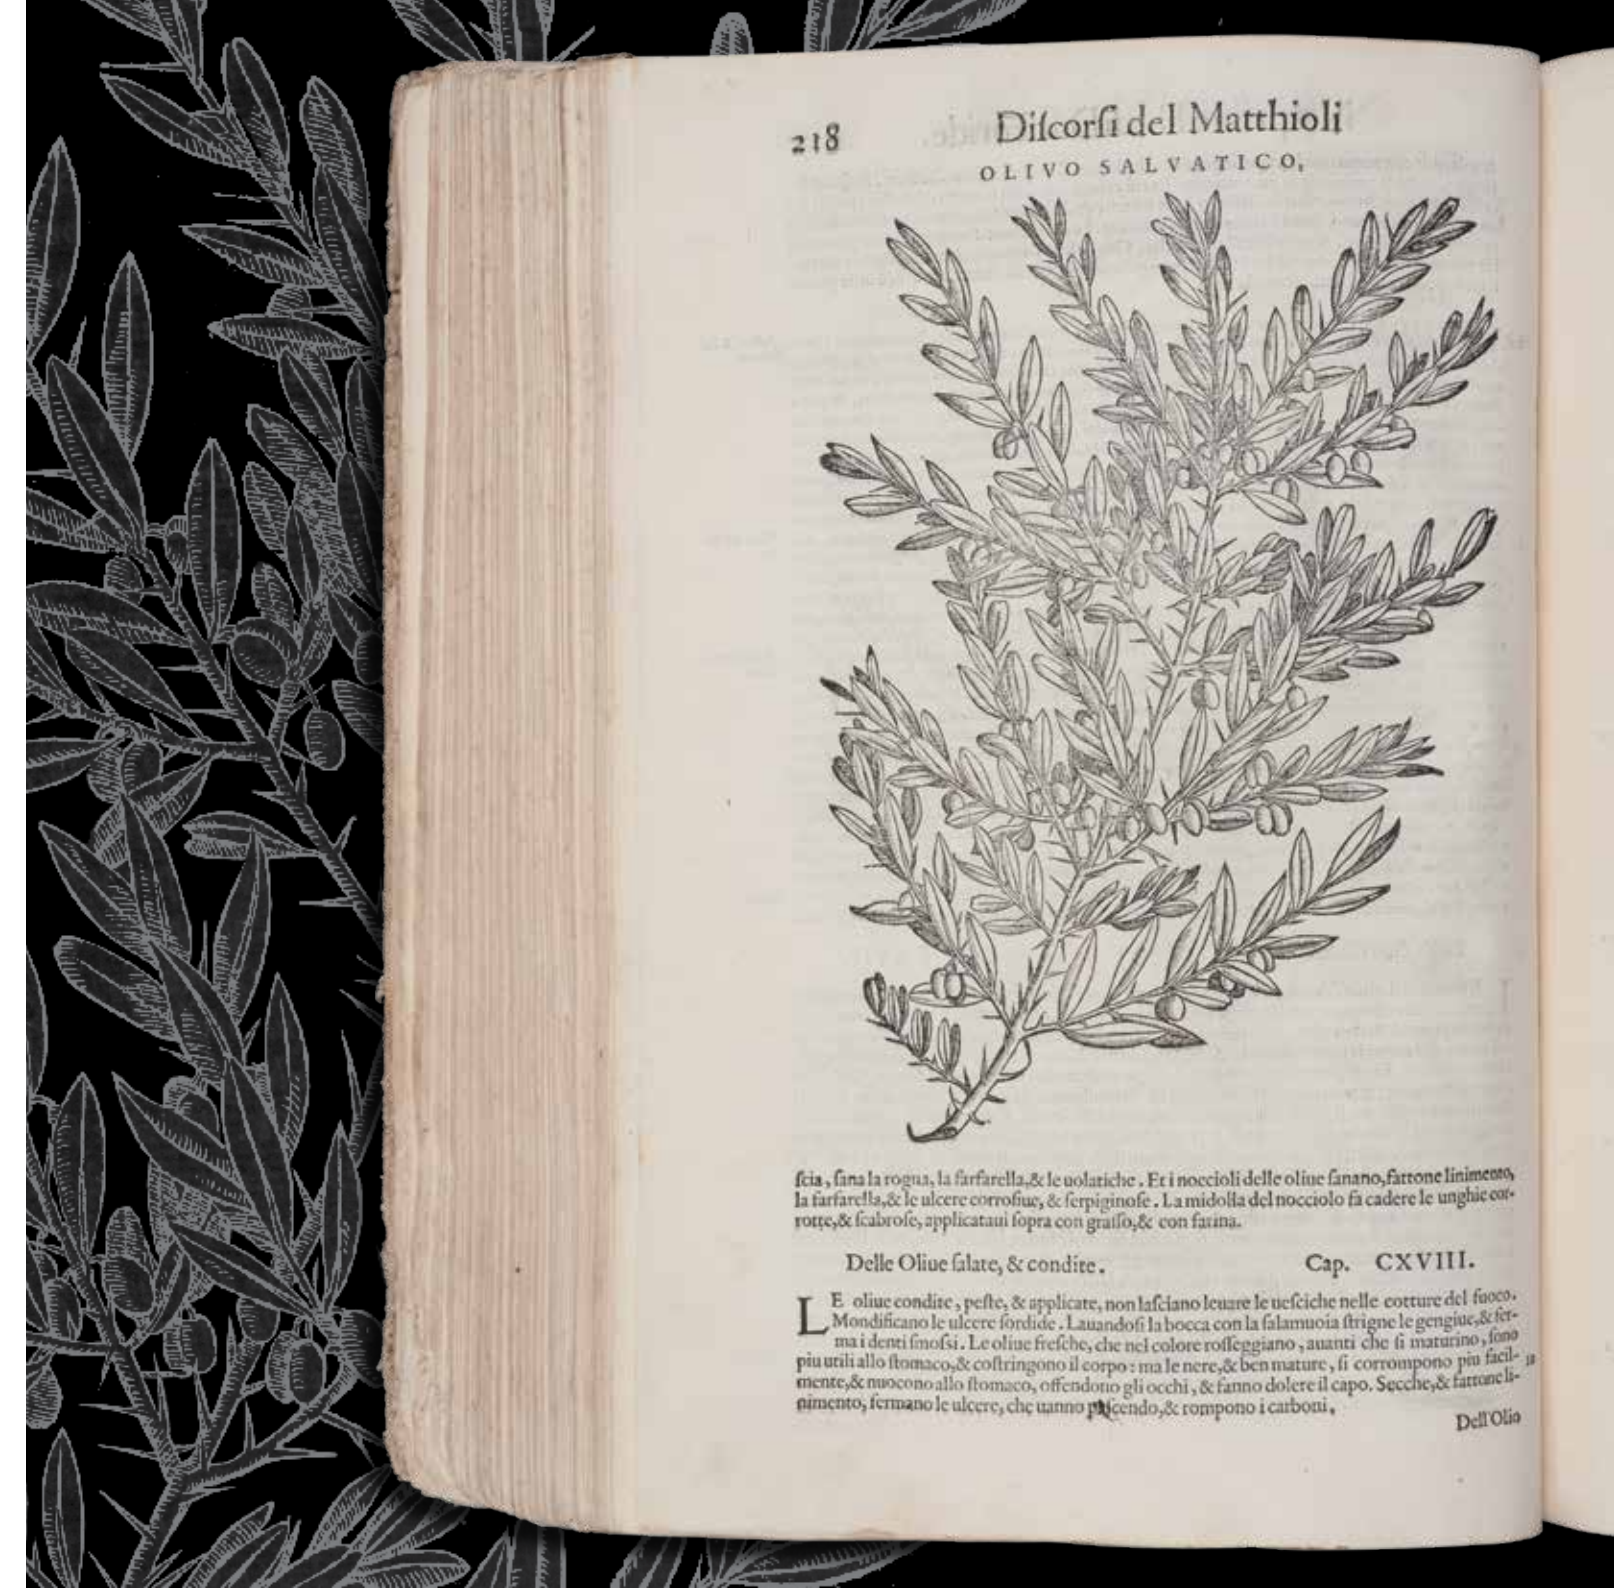 218
Diſcorſi del Matthioli
OLIVO SALVATICO,
ſcia, ſana la rogna, la farfarella,& le uolatiche. Et i noccioli delle oliue ſanano,fattone linimento,
la farfarella,& le ulcere corroſiue, & ſerpiginoſe. La midolla del nocciolo fa cadere le unghie cor-
rotte,& ſcabroſe, applicataui ſopra con graſſo,& con farina.
Delle Oliue ſalate, & condite. Cap. CXVIII.
LE oliue condite, peſte, & applicate, non laſciano leuare le ueſciche nelle cotture del fuoco.
Mondificano le ulcere ſordide. Lauandoſi la bocca con la ſalamuoia ſtrigne le gengiue,& fer-
ma i denti ſmoſsi. Le oliue freſche, che nel colore roſſeggiano, auanti che ſi maturino, ſono
piu utili allo ſtomaco,& coſtringono il corpo: ma le nere,& ben mature, ſi corrompono piu facil- 10
mente,& nuocono allo ſtomaco, offendono gli occhi, & fanno dolere il capo. Secche,& fattone li-
nimento, fermano le ulcere, che uanno paſcendo,& rompono i carboni,
Dell'Olio